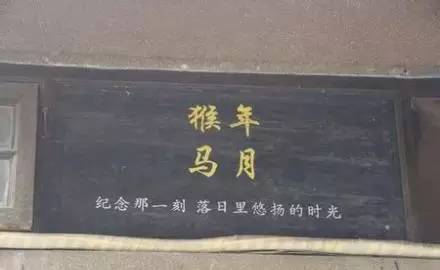 猴年
马月
纪念那一刻 落日里悠扬的时光